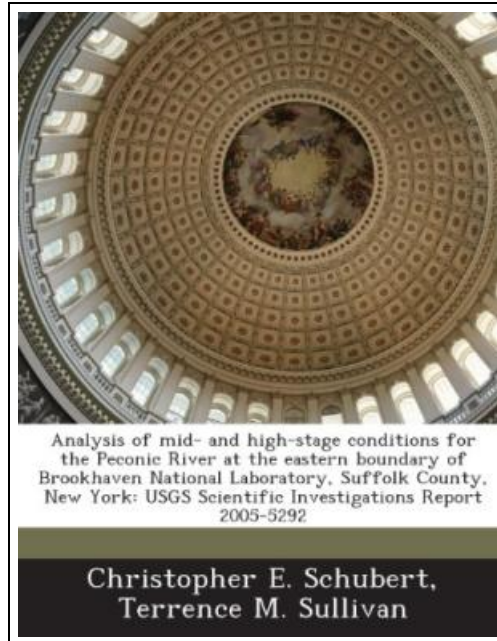 Analysis of mid- and high-stage conditions for
the Peconic River at the eastern boundary of
Brookhaven National Laboratory, Suffolk County,
New York: USGS Scientific Investigations Report
2005-5292
Christopher E. Schubert,
Terrence M. Sullivan